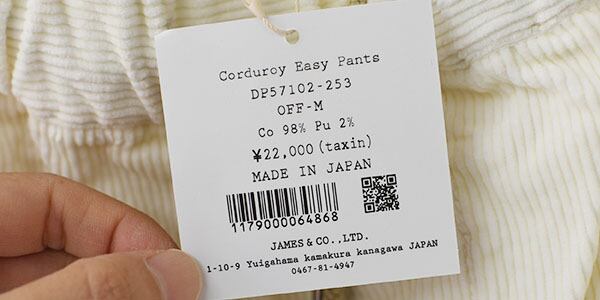 Corduroy Easy Pants
DP57102-253
OFF-M
Co 98% Pu 2%
¥22,000(taxin)
MADE IN JAPAN
1179000064868
JAMES & CO.,LTD.
1-10-9 Yuigahama kamakura kanagawa JAPAN
0467-81-4947